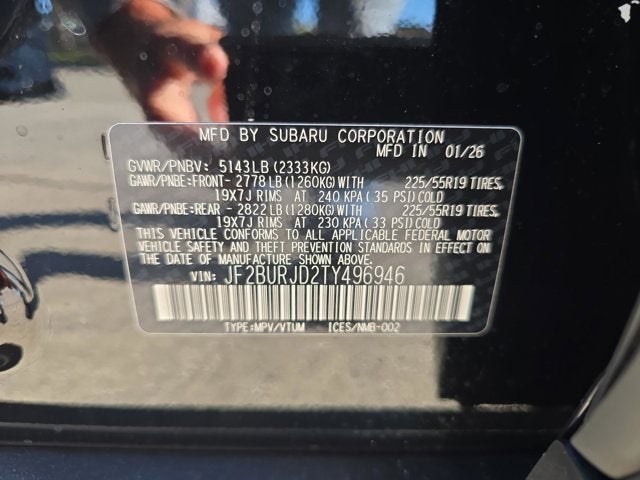 MFD BY SUBARU CORPORATION
MFD IN 01/26
GVWR/PNBV: 5143LB (2333KG)
GAWR/PNBE:FRONT-2778LB(1260KG)WITH 225/55R19 TIRES,
19X7J RIMS AT 240 KPA ( 35 PSI)COLD
GAWR/PNBE:REAR -2822LB(1280KG)WITH 225/55R19 TIRES,
19X7J RIMS AT 230 KPA ( 33 PSI)COLD
THIS VEHICLE CONFORMS TO ALL APPLICABLE FEDERAL MOTOR
VEHICLE SAFETY AND THEFT PREVENTION STANDARDS IN EFFECT ON
THE DATE OF MANUFACTURE SHOWN ABOVE.
VIN: JF2BURJD2TY496946
TYPE:MPV/VTUM ICES/NMB-002